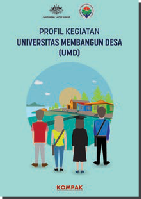 PROFIL KEGIATAN
UNIVERSITAS MEMBANGUN DESA
(UMD)
KOMPAK